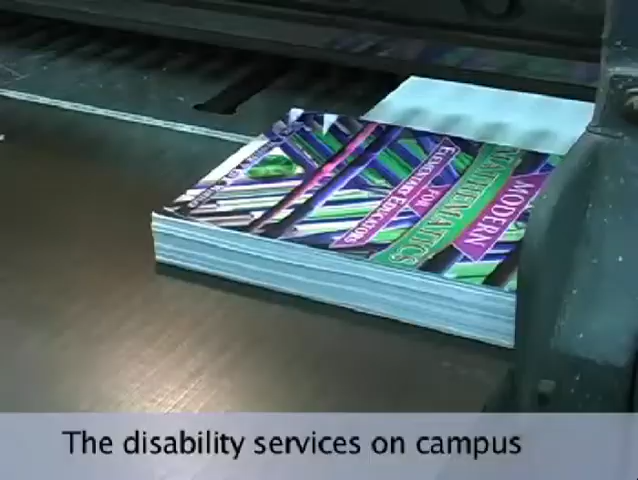 MODERN
MATHEMATICS
FOR
ELEMENTARY EDUCATORS
The disability services on campus